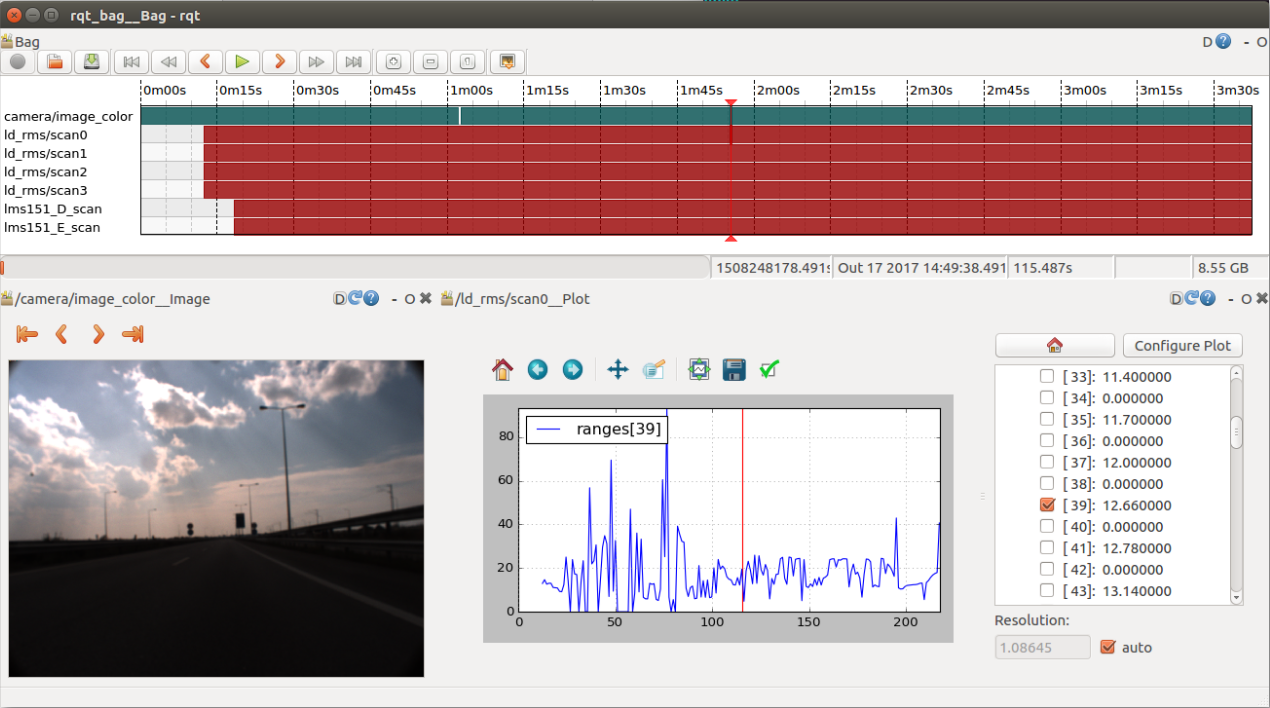 rqt_bag__Bag - rqt
Bag
D - O
0m00s 0m15s 0m30s 0m45s 1m00s 1m15s 1m30s 1m45s 2m00s 2m15s 2m30s 2m45s 3m00s 3m15s 3m30s
camera/image_color
ld_rms/scan0
ld_rms/scan1
ld_rms/scan2
ld_rms/scan3
lms151_D_scan
lms151_E_scan
1508248178.491s Out 17 2017 14:49:38.491 115.487s 8.55 GB
/camera/image_color__Image D - O
/ld_rms/scan0__Plot D - O
Configure Plot
ranges[39]
80
60
40
20
0
0 50 100 150 200
[33]: 11.400000
[34]: 0.000000
[35]: 11.700000
[36]: 0.000000
[37]: 12.000000
[38]: 0.000000
[39]: 12.660000
[40]: 0.000000
[41]: 12.780000
[42]: 0.000000
[43]: 13.140000
Resolution:
1.08645 auto